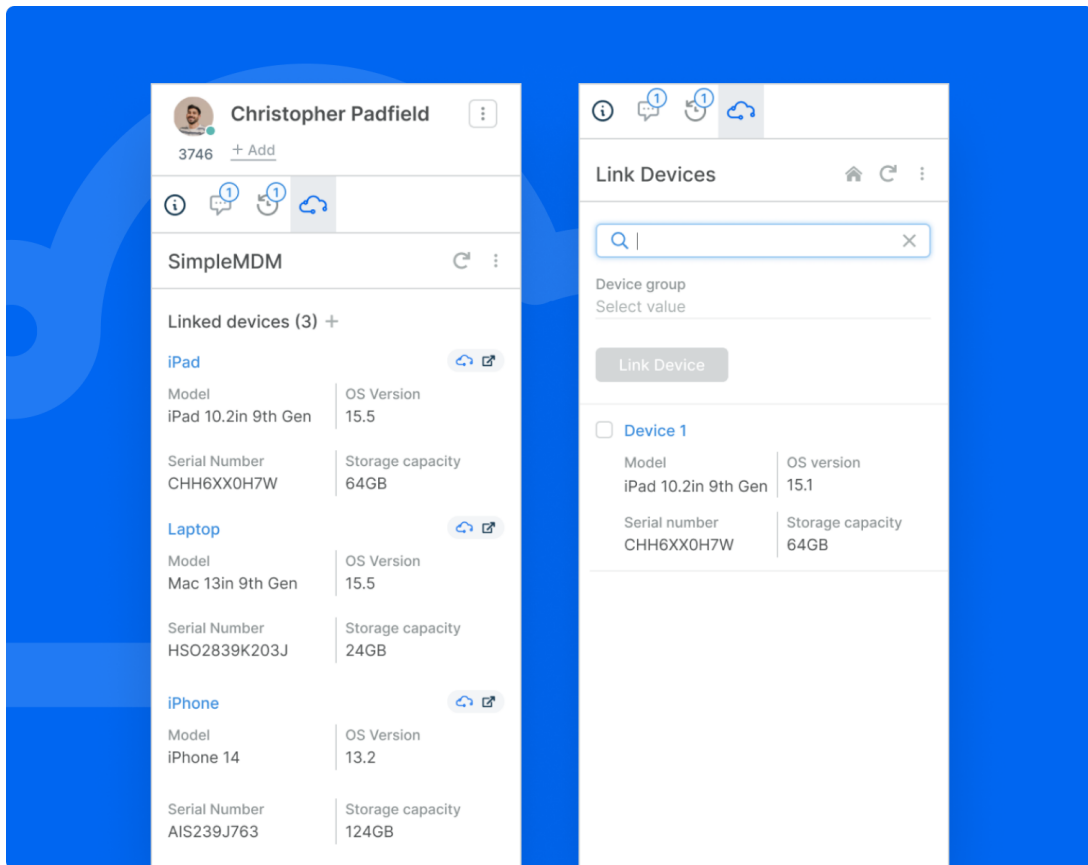 Christopher Padfield
3746 + Add
1 1
SimpleMDM
Linked devices (3) +
iPad
Model OS Version
iPad 10.2in 9th Gen 15.5
Serial Number Storage capacity
CHH6XX0H7W 64GB
Laptop
Model OS Version
Mac 13in 9th Gen 15.5
Serial Number Storage capacity
HSO2839K203J 24GB
iPhone
Model OS Version
iPhone 14 13.2
Serial Number Storage capacity
AIS239J763 124GB
1 1
Link Devices
Device group
Select value
Link Device
Device 1
Model OS version
iPad 10.2in 9th Gen 15.1
Serial number Storage capacity
CHH6XX0H7W 64GB